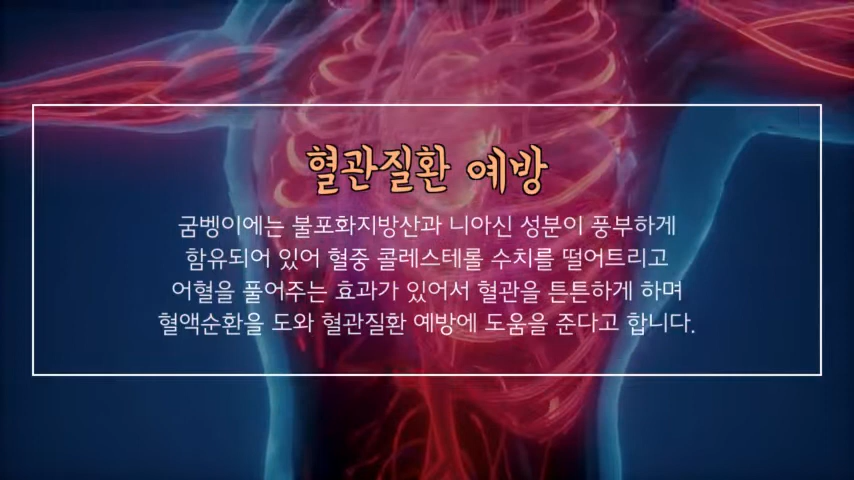 혈관질환 예방
굼벵이에는 불포화지방산과 니아신 성분이 풍부하게
함유되어 있어 혈중 콜레스테롤 수치를 떨어트리고
어혈을 풀어주는 효과가 있어서 혈관을 튼튼하게 하며
혈액순환을 도와 혈관질환 예방에 도움을 준다고 합니다.